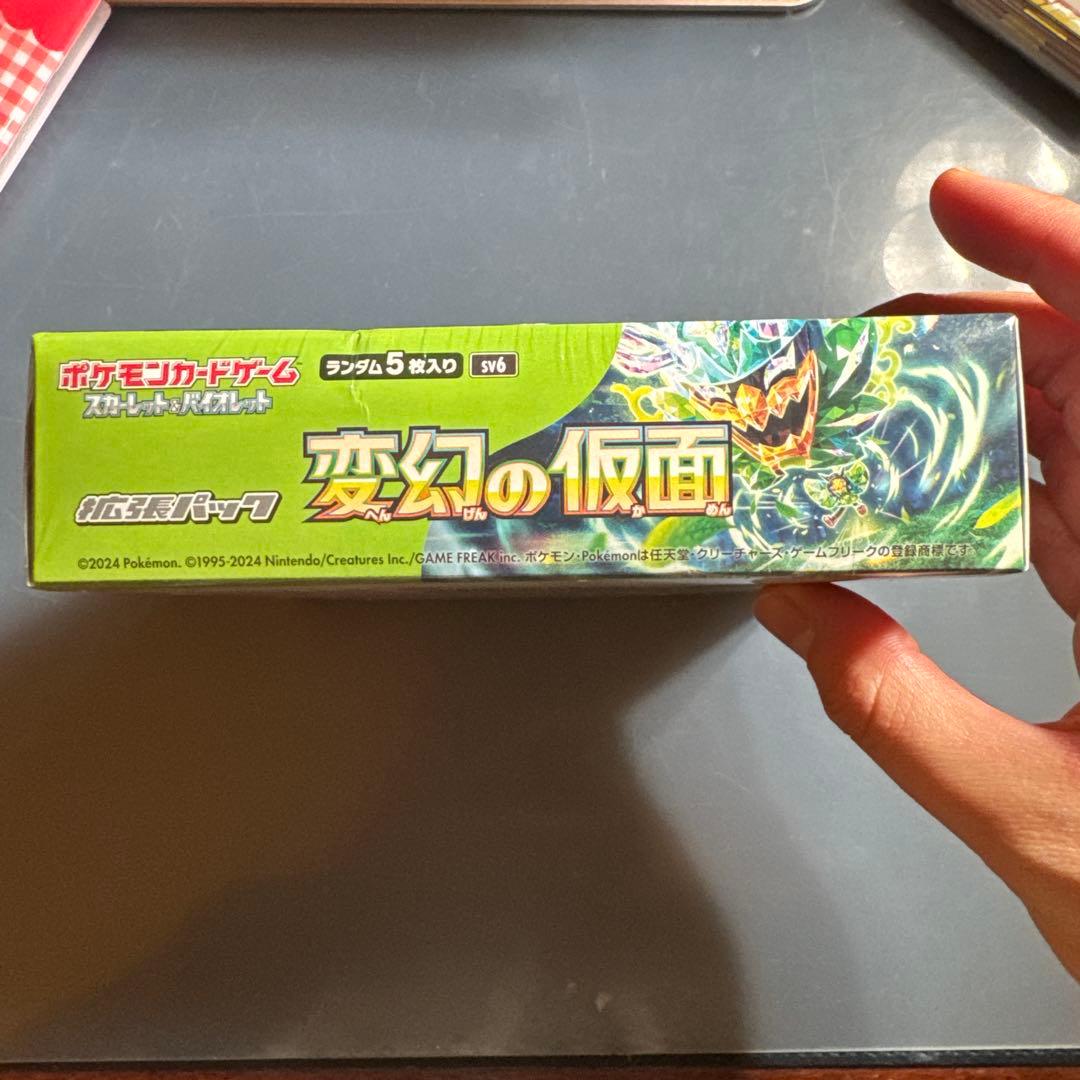 ポケモンカードゲーム
スカーレット&バイオレット
ランダム5枚入り
SV6
拡張パック
変幻の仮面
へん げん か めん
©2024 Pokémon. ©1995-2024 Nintendo/Creatures Inc./GAME FREAK inc. ポケモン・Pokémonは任天堂・クリーチャーズ・ゲームフリークの登録商標です。